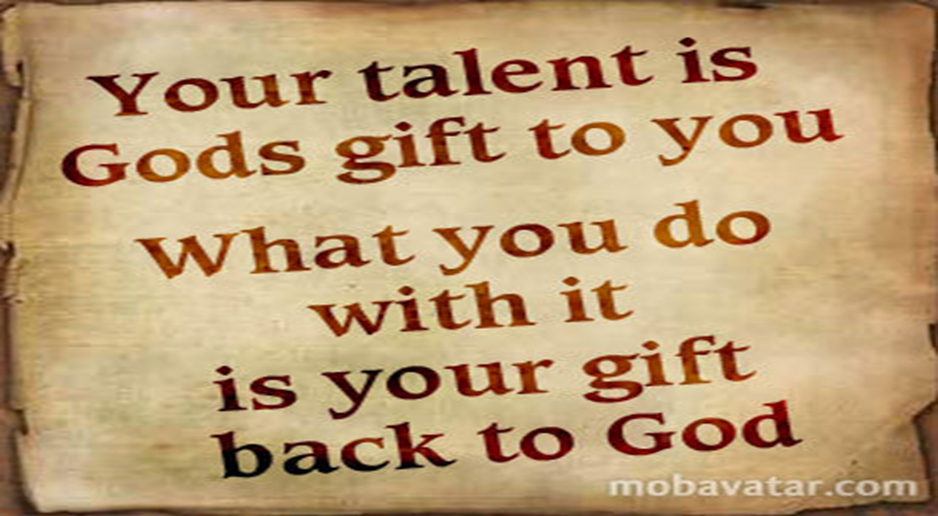 Your talent is
Gods gift to you
What you do
with it
is your gift
back to God
mobavatar.com